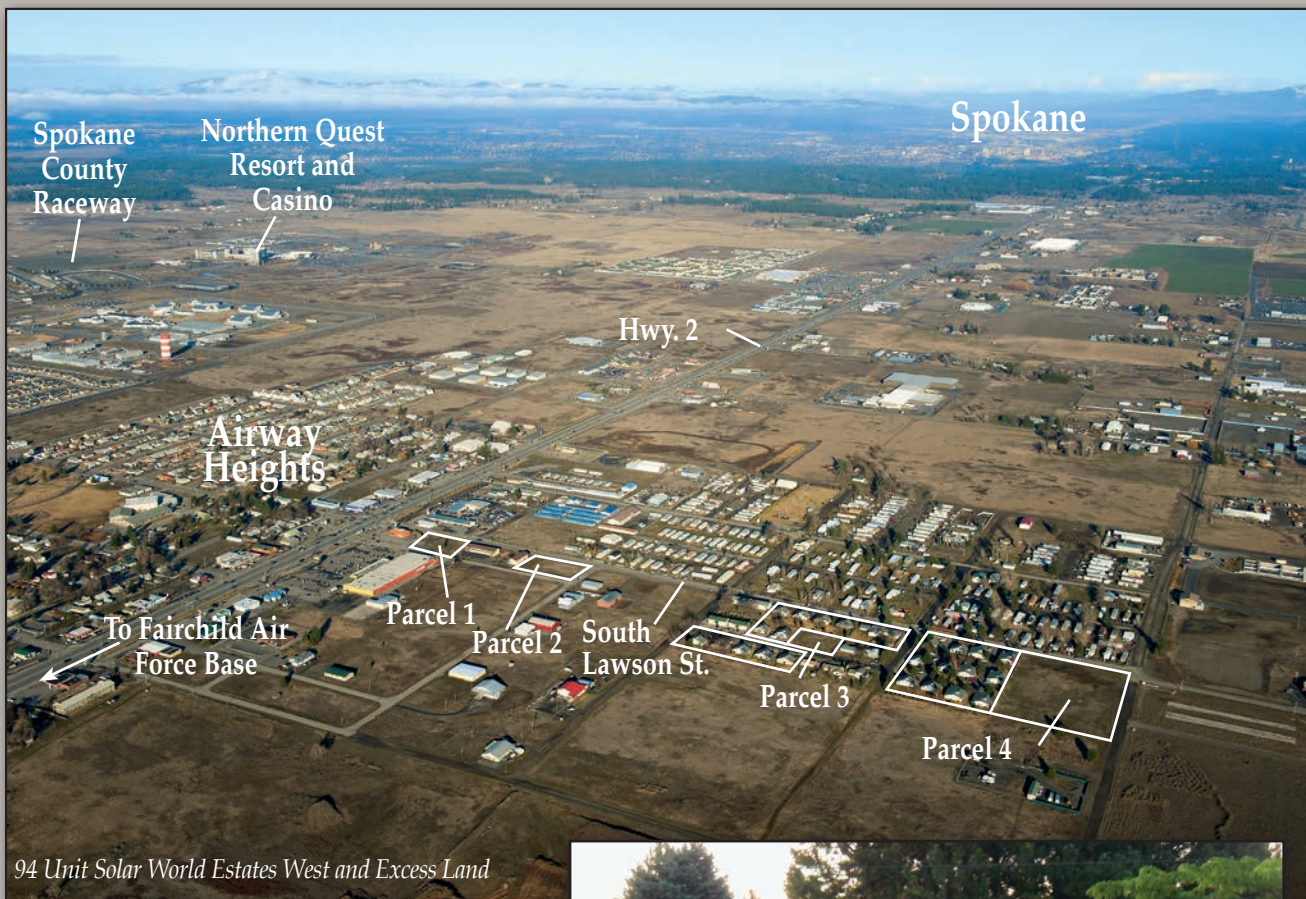 Spokane
Spokane
County
Raceway
Northern Quest
Resort and
Casino
Hwy. 2
Airway
Heights
Parcel 1
Parcel 2
South
Lawson St.
To Fairchild Air
Force Base
Parcel 3
Parcel 4
94 Unit Solar World Estates West and Excess Land